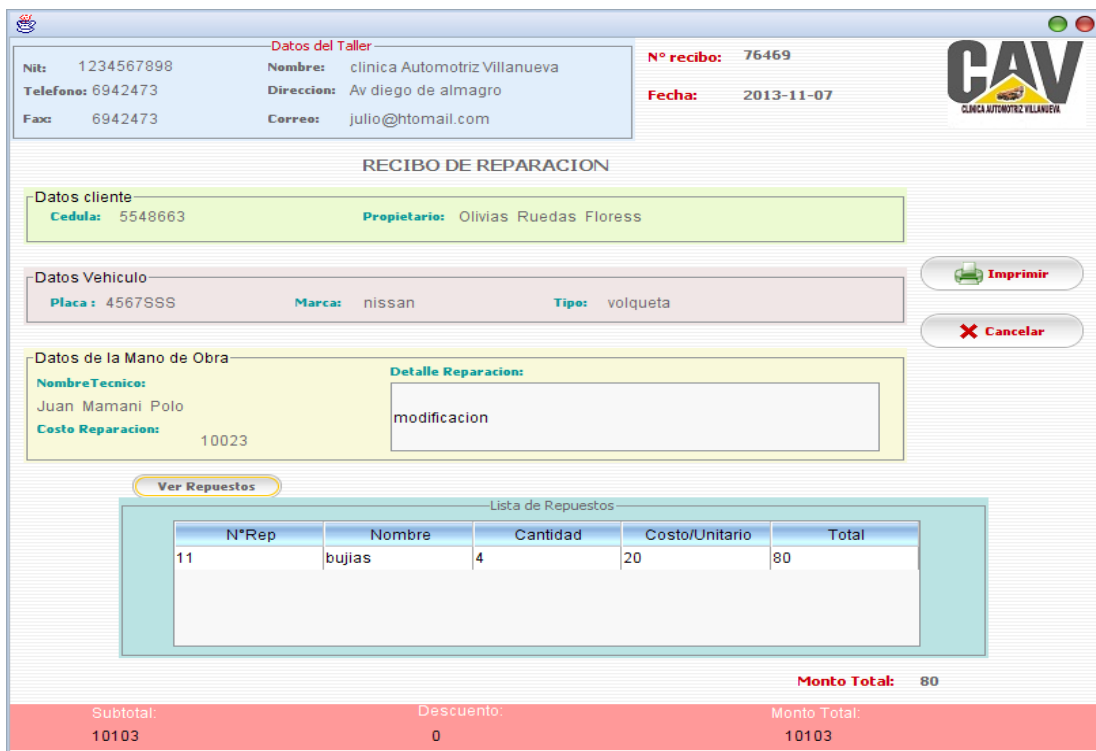 Datos del Taller
Nit: 1234567898 Nombre: clinica Automotriz Villanueva
Telefono: 6942473 Direccion: Av diego de almagro
Fax: 6942473 Correo: julio@htomail.com
N° recibo: 76469
Fecha: 2013-11-07
CAV
CLINICA AUTOMOTRIZ VILLANUEVA
RECIBO DE REPARACION
Datos cliente
Cedula: 5548663 Propietario: Olivias Ruedas Floress
Datos Vehiculo
Placa : 4567SSS Marca: nissan Tipo: volqueta
Imprimir
Cancelar
Datos de la Mano de Obra
NombreTecnico:
Juan Mamani Polo
Costo Reparacion:
10023
Detalle Reparacion:
modificacion
Ver Repuestos
Lista de Repuestos
N°Rep Nombre Cantidad Costo/Unitario Total
11 bujias 4 20 80
Monto Total: 80
Subtotal: Descuento: Monto Total:
10103 0 10103